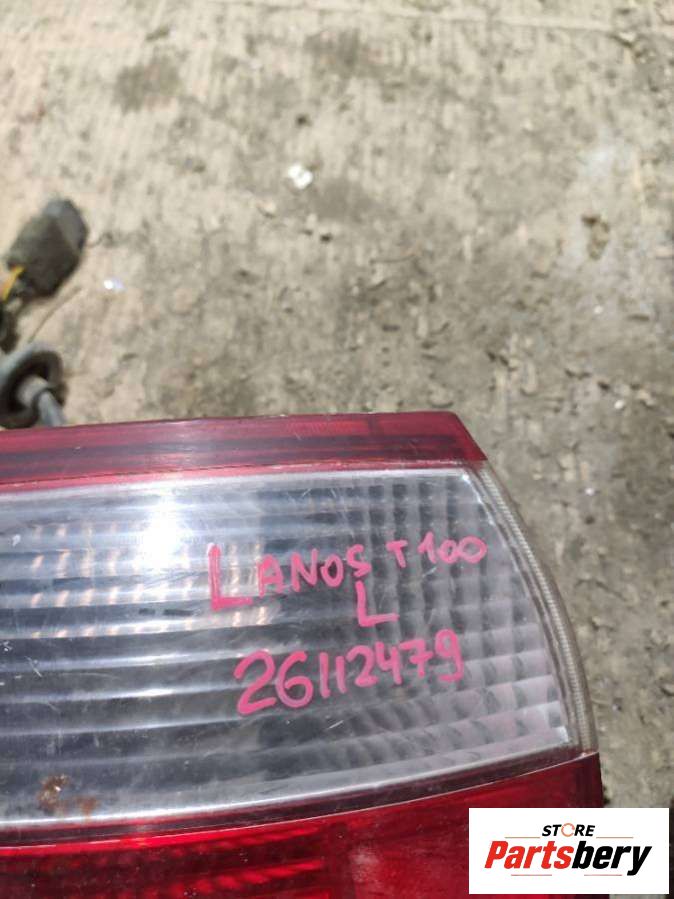 LANOS T100
L
26112479
STORE
Partsbery